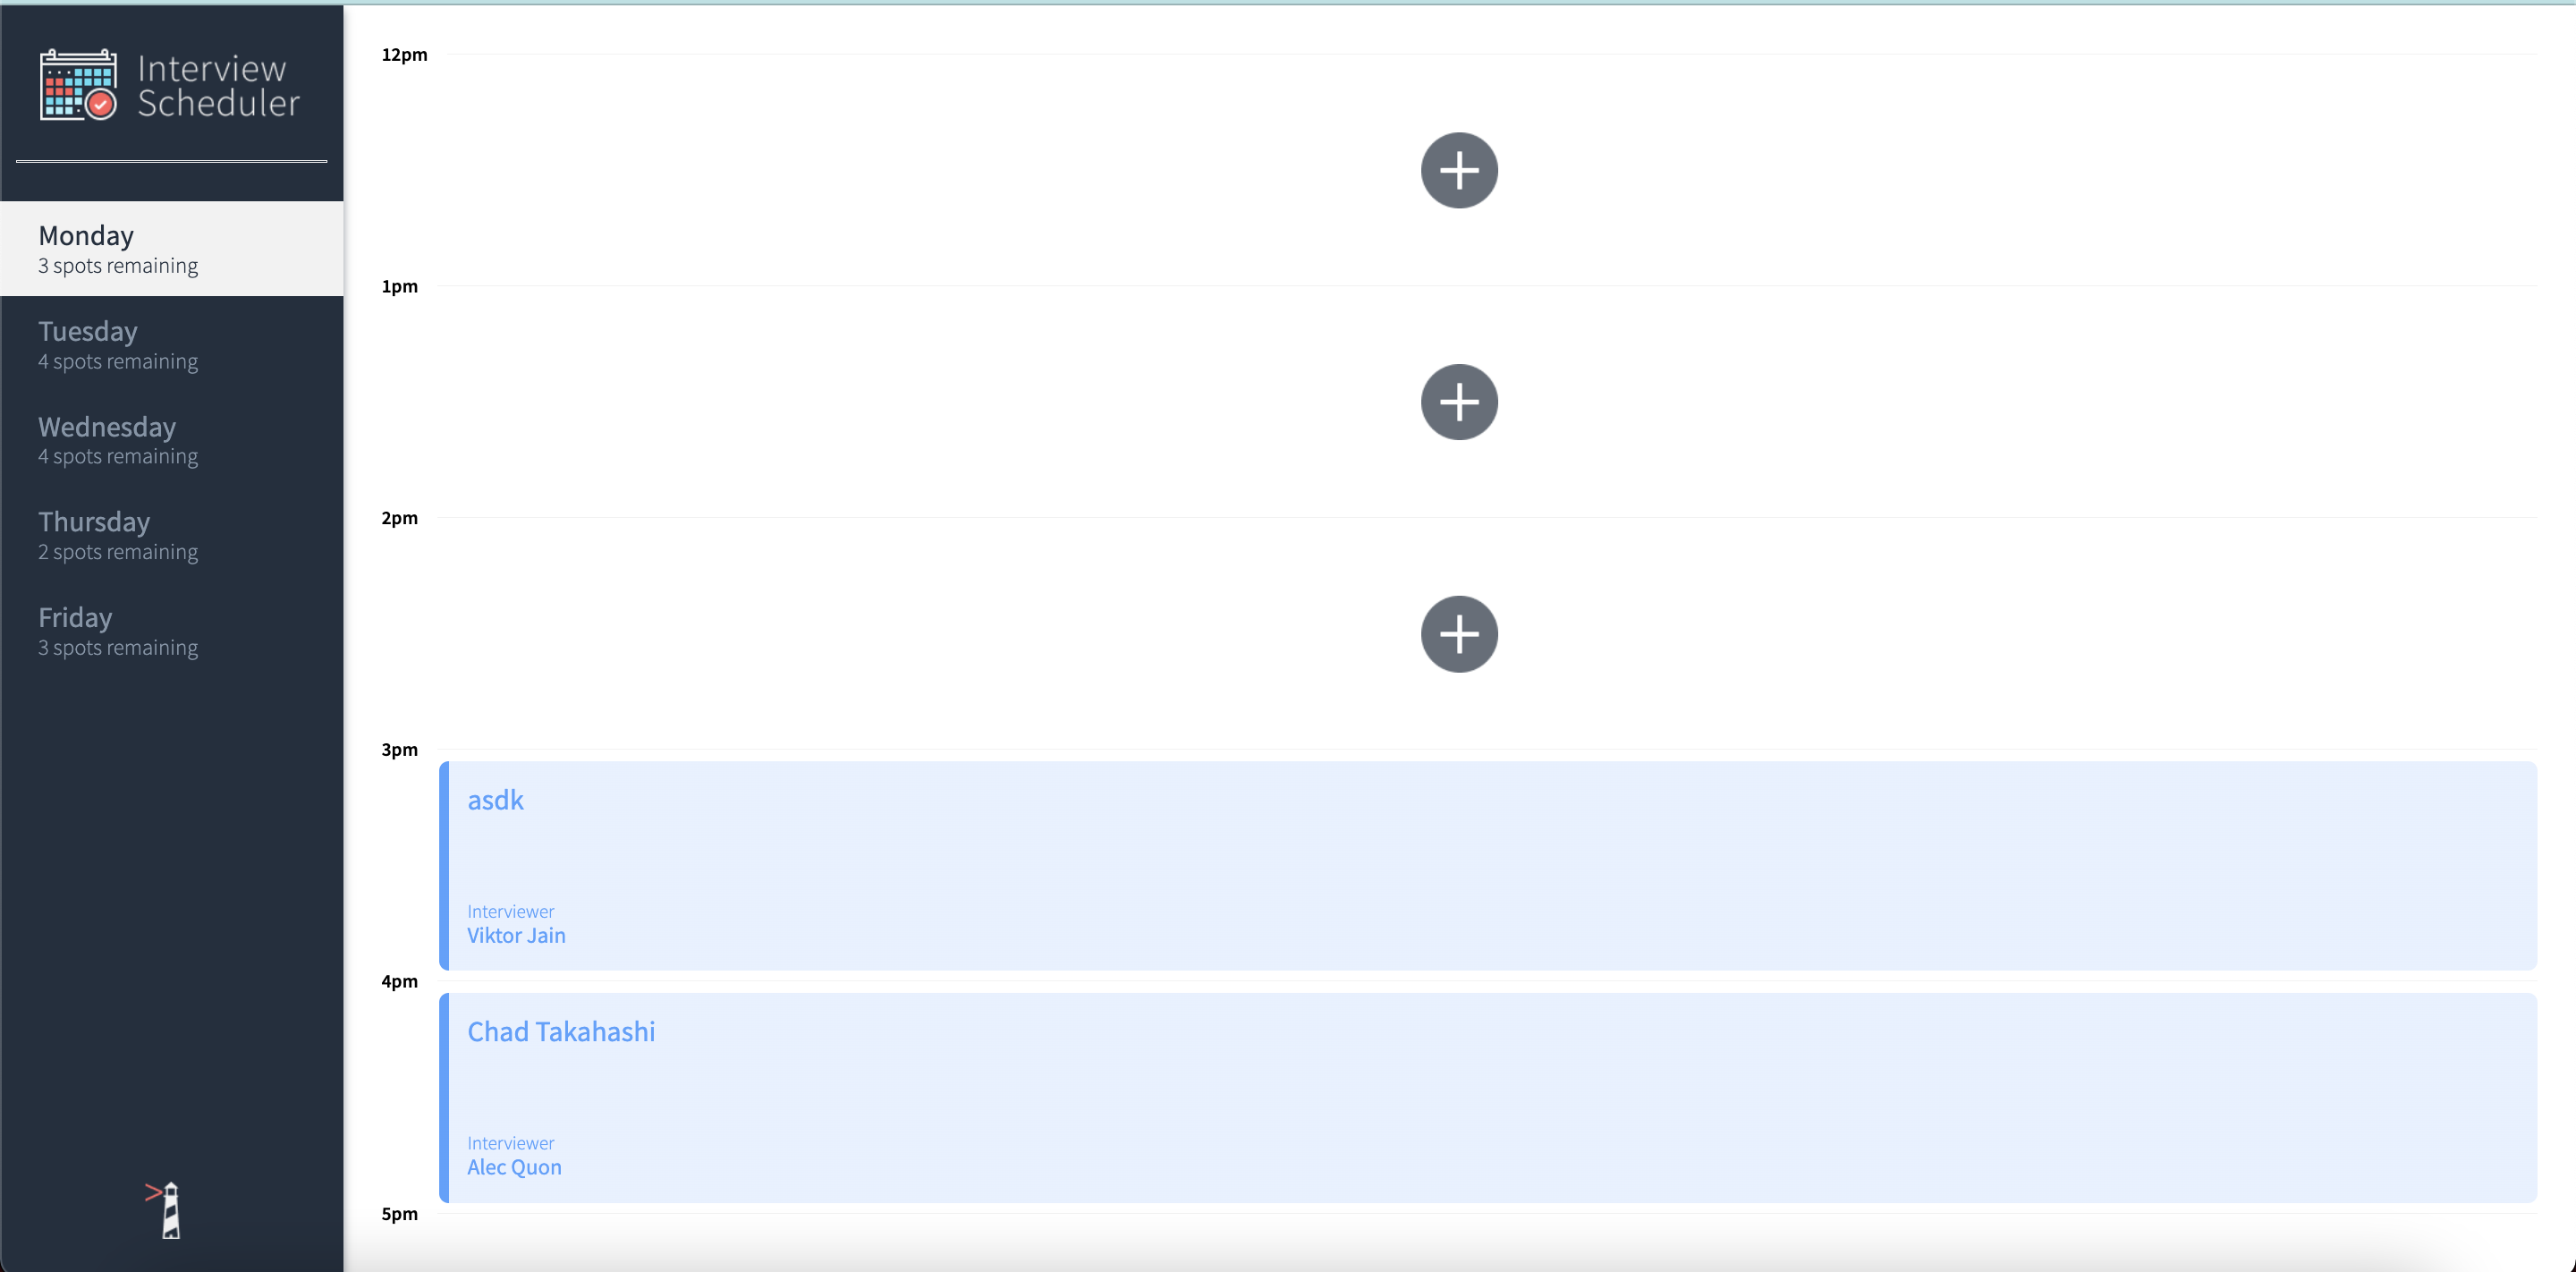 Interview
Scheduler
Monday
3 spots remaining
Tuesday
4 spots remaining
Wednesday
4 spots remaining
Thursday
2 spots remaining
Friday
3 spots remaining
12pm
1pm
2pm
3pm
asdk
Interviewer
Viktor Jain
4pm
Chad Takahashi
Interviewer
Alec Quon
5pm